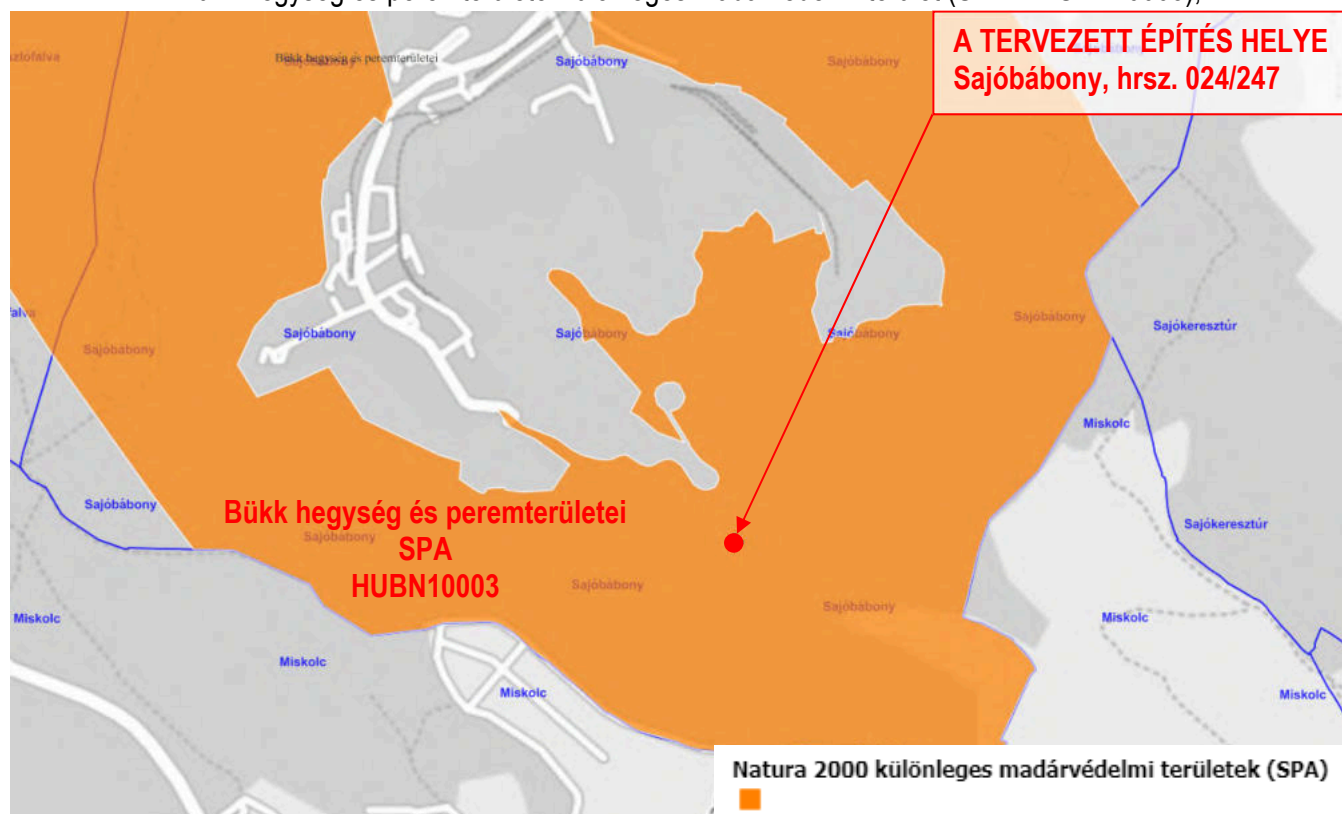 A TERVEZETT ÉPÍTÉS HELYE
Sajóbábony, hrsz. 024/247
Bükk hegység és peremterületei
Sajóbábony
Sajóbábony
Sajóbábony
Sajóbábony
Sajóbábony
Sajóbábony
Sajóbábony
Sajóbábony
Sajókeresztúr
Miskolc
Sajóbábony
Bükk hegység és peremterületei
Sajóbábony
SPA
HUBN10003
Sajókeresztúr
Sajóbábony
Sajóbábony
Miskolc
Miskolc
Miskolc
Miskolc
Miskolc
Natura 2000 különleges madárvédelmi területek (SPA)